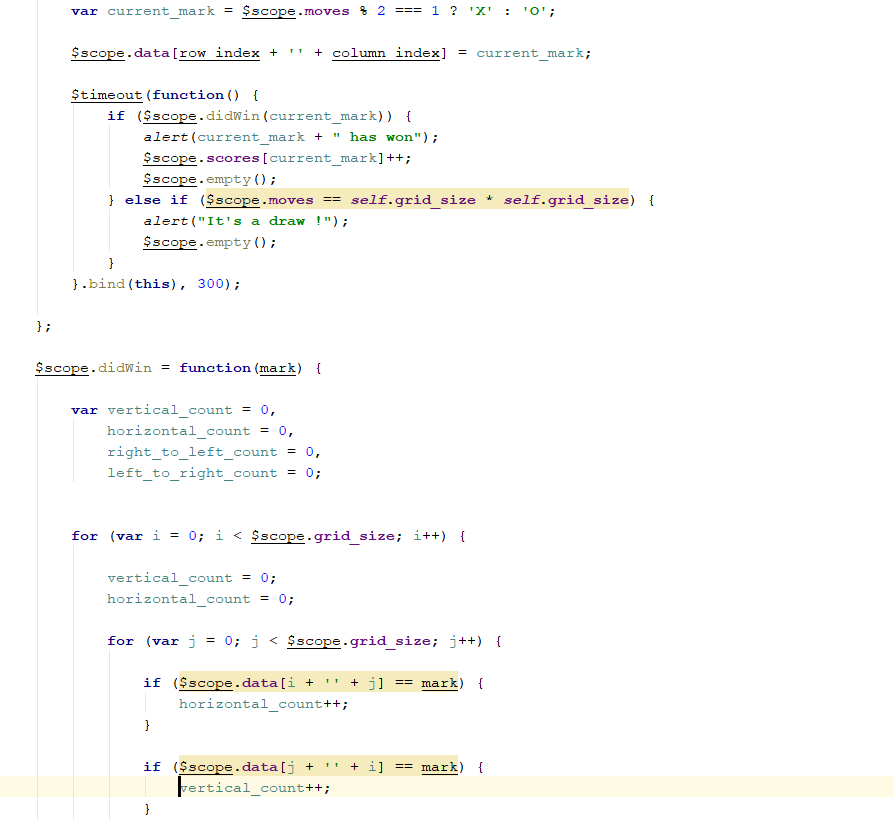 var current_mark = $scope.moves % 2 === 1 ? 'X' : 'O';
$scope.data[row_index + '' + column_index] = current_mark;
$timeout(function() {
if ($scope.didWin(current_mark)) {
alert(current_mark + " has won");
$scope.scores[current_mark]++;
$scope.empty();
} else if ($scope.moves == self.grid_size * self.grid_size) {
alert("It's a draw !");
$scope.empty();
}
}.bind(this), 300);
};
$scope.didWin = function(mark) {
var vertical_count = 0,
horizontal_count = 0,
right_to_left_count = 0,
left_to_right_count = 0;
for (var i = 0; i < $scope.grid_size; i++) {
vertical_count = 0;
horizontal_count = 0;
for (var j = 0; j < $scope.grid_size; j++) {
if ($scope.data[i + '' + j] == mark) {
horizontal_count++;
}
if ($scope.data[j + '' + i] == mark) {
vertical_count++;
}